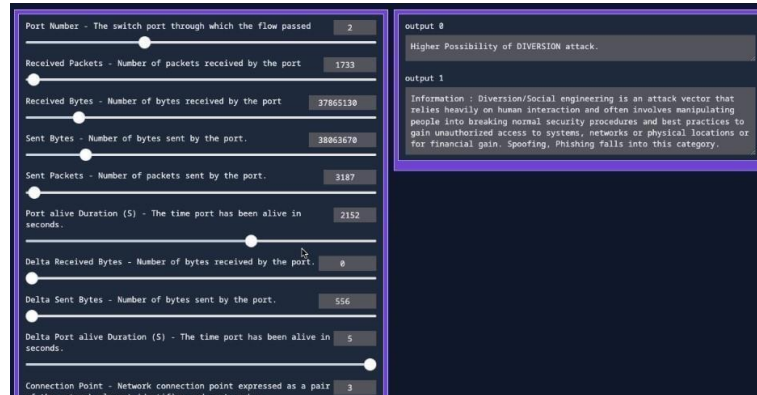 Port Number - The switch port through which the flow passed
2
Received Packets - Number of packets received by the port
1733
Received Bytes - Number of bytes received by the port
37865130
Sent Bytes - Number of bytes sent by the port.
38063670
Sent Packets - Number of packets sent by the port.
3187
Port alive Duration (S) - The time port has been alive in
seconds.
2152
Delta Received Bytes - Number of bytes received by the port.
0
Delta Sent Bytes - Number of bytes sent by the port.
556
Delta Port alive Duration (S) - The time port has been alive in
seconds.
5
Connection Point - Network connection point expressed as a pair
3
output 0
Higher Possibility of DIVERSION attack.
output 1
Information : Diversion/Social engineering is an attack vector that
relies heavily on human interaction and often involves manipulating
people into breaking normal security procedures and best practices to
gain unauthorized access to systems, networks or physical locations or
for financial gain. Spoofing, Phishing falls into this category.